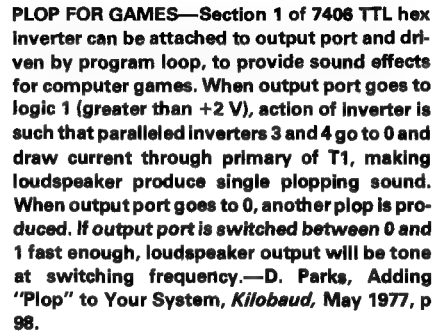 PLOP FOR GAMES—Section 1 of 7406 TTL hex
inverter can be attached to output port and dri-
ven by program loop, to provide sound effects
for computer games. When output port goes to
logic 1 (greater than +2 V), action of inverter is
such that paralleled inverters 3 and 4 go to 0 and
draw current through primary of T1, making
loudspeaker produce single plopping sound.
When output port goes to 0, another plop is pro-
duced. If output port is switched between 0 and
1 fast enough, loudspeaker output will be tone
at switching frequency.—D. Parks, Adding
"Plop" to Your System, Kilobaud, May 1977, p
98.